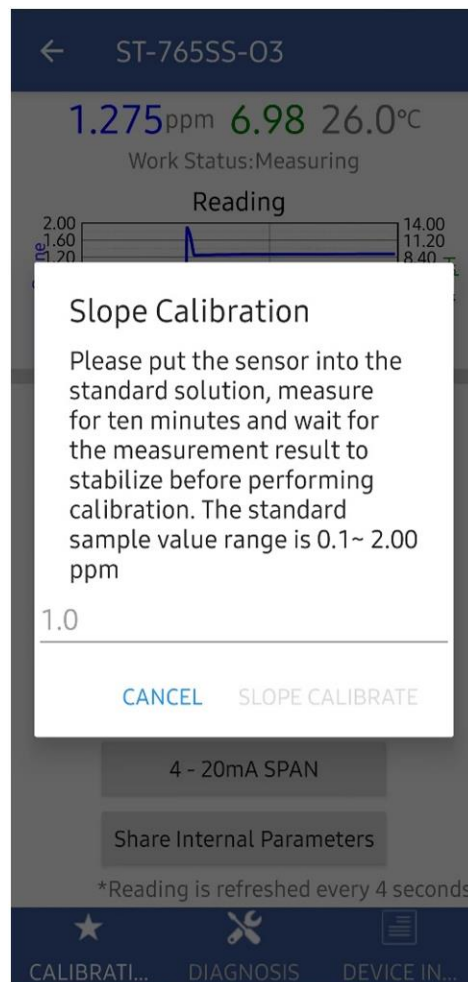 ← ST-765SS-O3
1.275ppm 6.98 26.0°C
Work Status:Measuring
Reading
2.00 14.00
1.60 11.20
1.20 8.40
Slope Calibration
Please put the sensor into the
standard solution, measure
for ten minutes and wait for
the measurement result to
stabilize before performing
calibration. The standard
sample value range is 0.1~ 2.00
ppm
1.0
CANCEL SLOPE CALIBRATE
4 - 20mA SPAN
Share Internal Parameters
*Reading is refreshed every 4 seconds
CALIBRATI... DIAGNOSIS DEVICE IN...